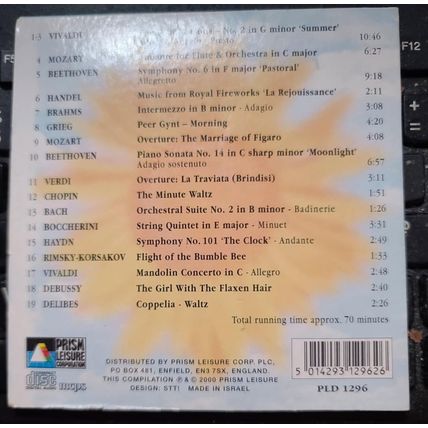 1-3 VIVALDI No. 2 in G minor 'Summer'
Presto 10:46
4 MOZART for Flute & Orchestra in C major 6:27
5 BEETHOVEN Symphony No. 6 in F major 'Pastoral'
Allegretto 9:18
6 HANDEL Music from Royal Fireworks 'La Rejouissance' 2:11
7 BRAHMS Intermezzo in B minor - Adagio 3:08
8 GRIEG Peer Gynt – Morning 4:20
9 MOZART Overture: The Marriage of Figaro 4:08
10 BEETHOVEN Piano Sonata No. 14 in C sharp minor 'Moonlight'
Adagio sostenuto 6:57
11 VERDI Overture: La Traviata (Brindisi) 3:01
12 CHOPIN The Minute Waltz 1:51
13 BACH Orchestral Suite No. 2 in B minor - Badinerie 1:26
14 BOCCHERINI String Quintet in E major - Minuet 3:31
15 HAYDN Symphony No. 101 'The Clock' - Andante 2:49
16 RIMSKY-KORSAKOV Flight of the Bumble Bee 1:33
17 VIVALDI Mandolin Concerto in C - Allegro 2:48
18 DEBUSSY The Girl With The Flaxen Hair 2:40
19 DELIBES Coppelia - Waltz 2:26
Total running time approx. 70 minutes
PRISM
LEISURE
CORPORATION
disc mcps
DISTRIBUTED BY PRISM LEISURE CORP. PLC,
PO BOX 481, ENFIELD, EN3 7SX, ENGLAND.
THIS COMPILATION ℗ & © 2000 PRISM LEISURE
DESIGN: STT! MADE IN ISRAEL
5 014293 129626
PLD 1296
F12